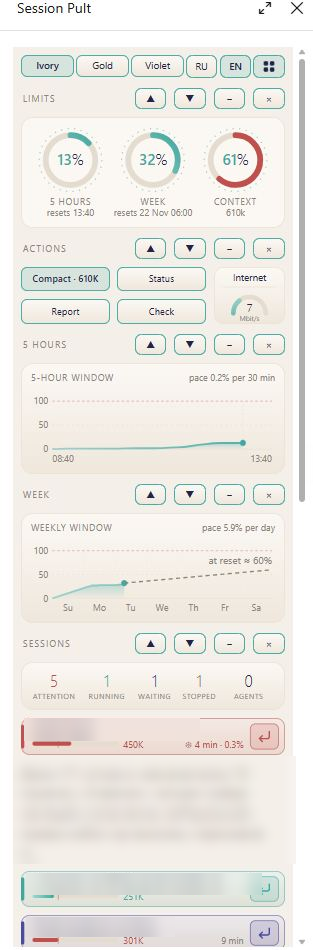 Session Pult
Ivory Gold Violet RU EN
LIMITS ▲ ▼ – ×
13% 32% 61%
5 HOURS WEEK CONTEXT
resets 13:40 resets 22 Nov 06:00 610k
ACTIONS ▲ ▼ – ×
Compact · 610K Status Internet
Report Check 7
Mbit/s
5 HOURS ▲ ▼ – ×
5-HOUR WINDOW pace 0.2% per 30 min
100
50
0
08:40 13:40
WEEK ▲ ▼ – ×
WEEKLY WINDOW pace 5.9% per day
100
at reset ≈ 60%
50
0
Su Mo Tu We Th Fr Sa
SESSIONS ▲ ▼ – ×
5 1 1 1 0
ATTENTION RUNNING WAITING STOPPED AGENTS
450K 4 min · 0.3%
251K
301K 9 min